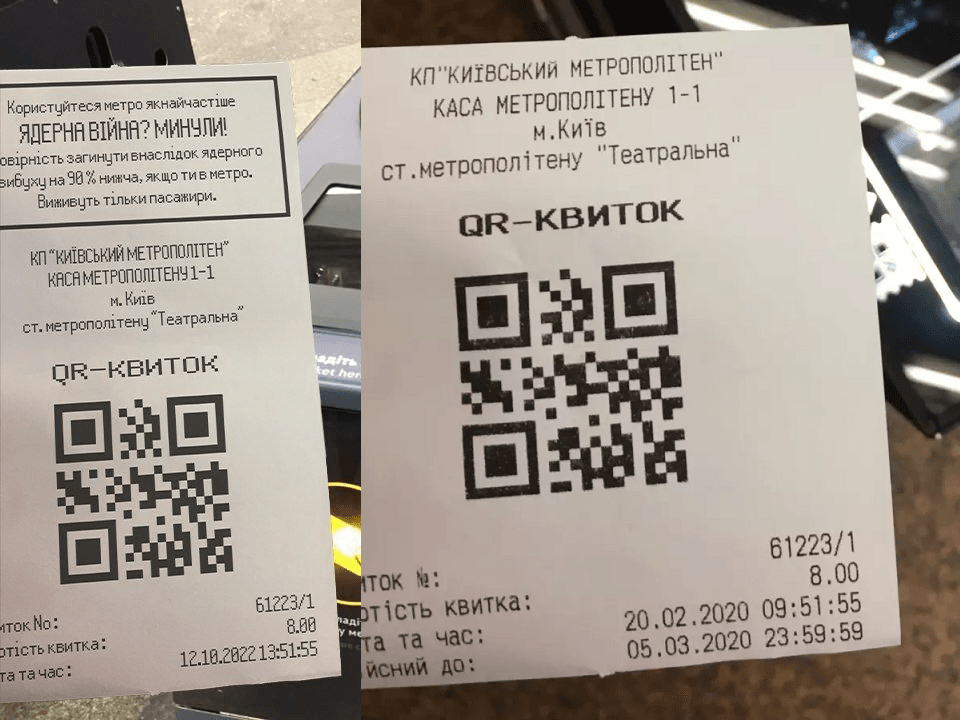 Користуйтеся метро якнайчастіше
ЯДЕРНА ВІЙНА? МИНУЛИ!
овірність загинути внаслідок ядерного
вибуху на 90 % нижча, якщо ти в метро.
Виживуть тільки пасажири.
КП "КИЇВСЬКИЙ МЕТРОПОЛІТЕН"
КАСА МЕТРОПОЛІТЕНУ 1-1
м. Київ
ст. метрополітену "Театральна"
QR-КВИТОК
61223/1
иток No:
8.00
ртість квитка:
12.10.2022 13:51:55
та та час:
КП"КИЇВСЬКИЙ МЕТРОПОЛІТЕН"
КАСА МЕТРОПОЛІТЕНУ 1-1
м.Київ
ст.метрополітену "Театральна"
QR-КВИТОК
61223/1
иток №:
8.00
ртість квитка:
20.02.2020 09:51:55
та та час:
05.03.2020 23:59:59
йсний до: